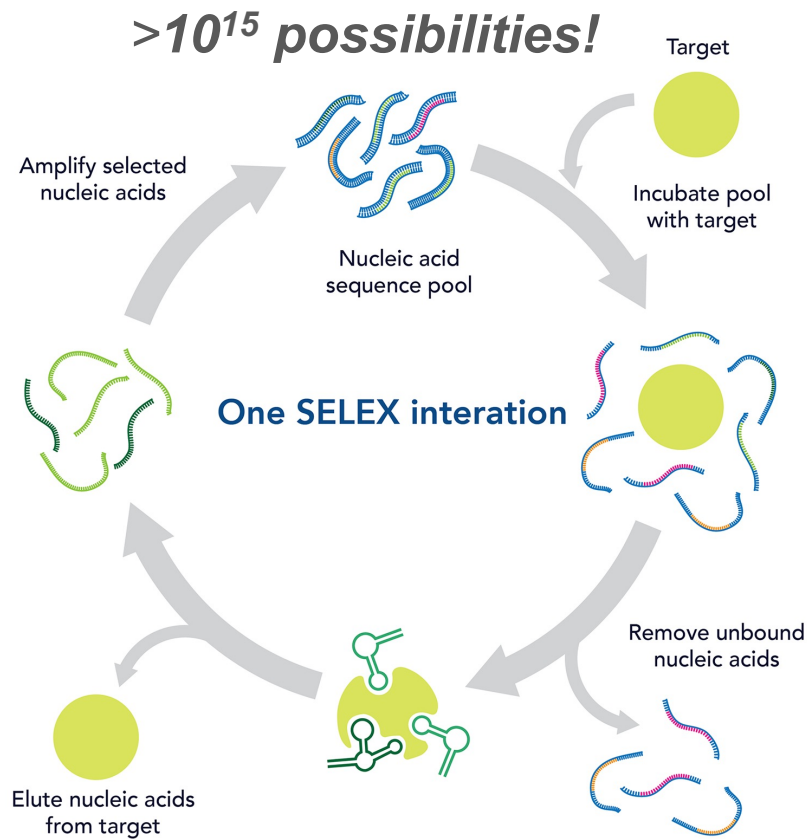 >10¹⁵ possibilities!
Target
Amplify selected
nucleic acids
Incubate pool
with target
Nucleic acid
sequence pool
One SELEX interation
Remove unbound
nucleic acids
Elute nucleic acids
from target